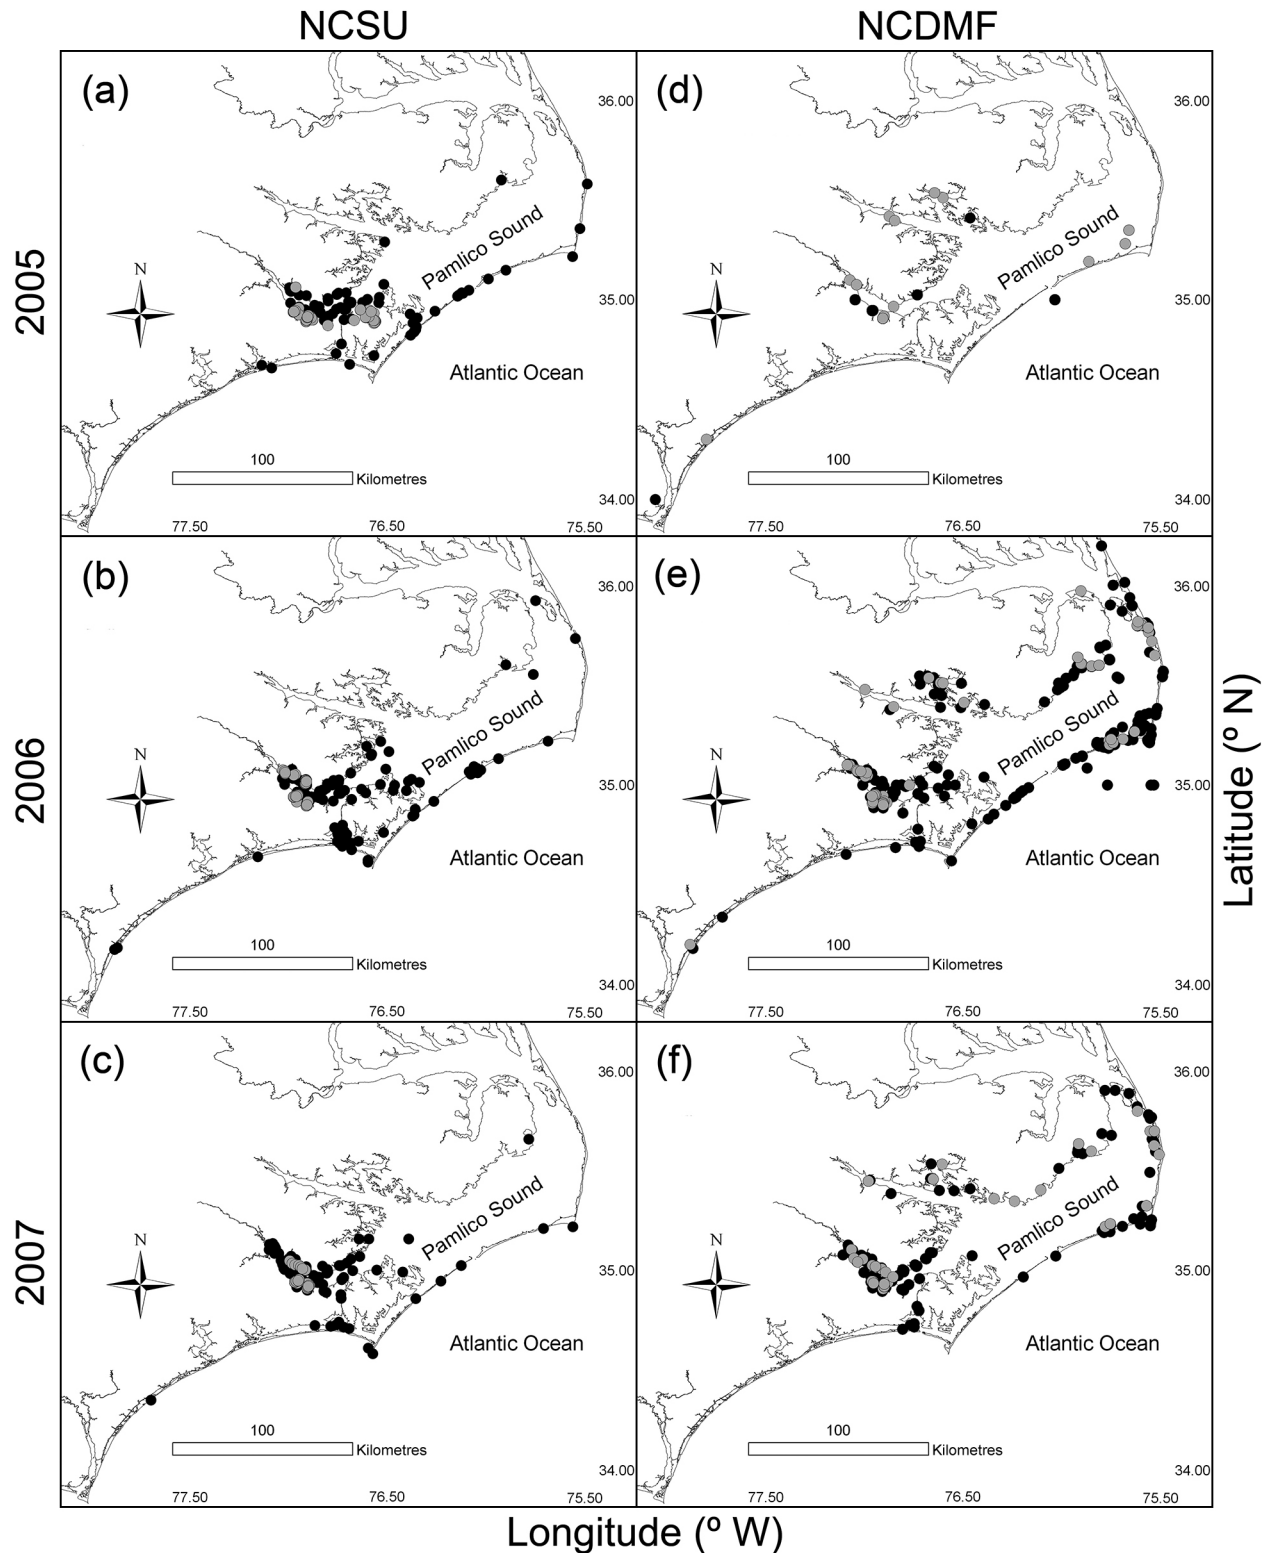 NCSU NCDMF
2005
(a)
36.00
N
Pamlico Sound
35.00
Atlantic Ocean
100
Kilometres
34.00
77.50 76.50 75.50
(d)
N
Pamlico Sound
Atlantic Ocean
100
Kilometres
36.00
35.00
34.00
77.50 76.50 75.50
2006
(b)
36.00
N
Pamlico Sound
35.00
Atlantic Ocean
100
Kilometres
34.00
77.50 76.50 75.50
(e)
36.00
N
Pamlico Sound
35.00
Atlantic Ocean
100
Kilometres
34.00
77.50 76.50 75.50
2007
(c)
36.00
N
Pamlico Sound
35.00
Atlantic Ocean
100
Kilometres
34.00
77.50 76.50 75.50
(f)
36.00
N
Pamlico Sound
35.00
Atlantic Ocean
100
Kilometres
34.00
77.50 76.50 75.50
Latitude (º N)
Longitude (º W)